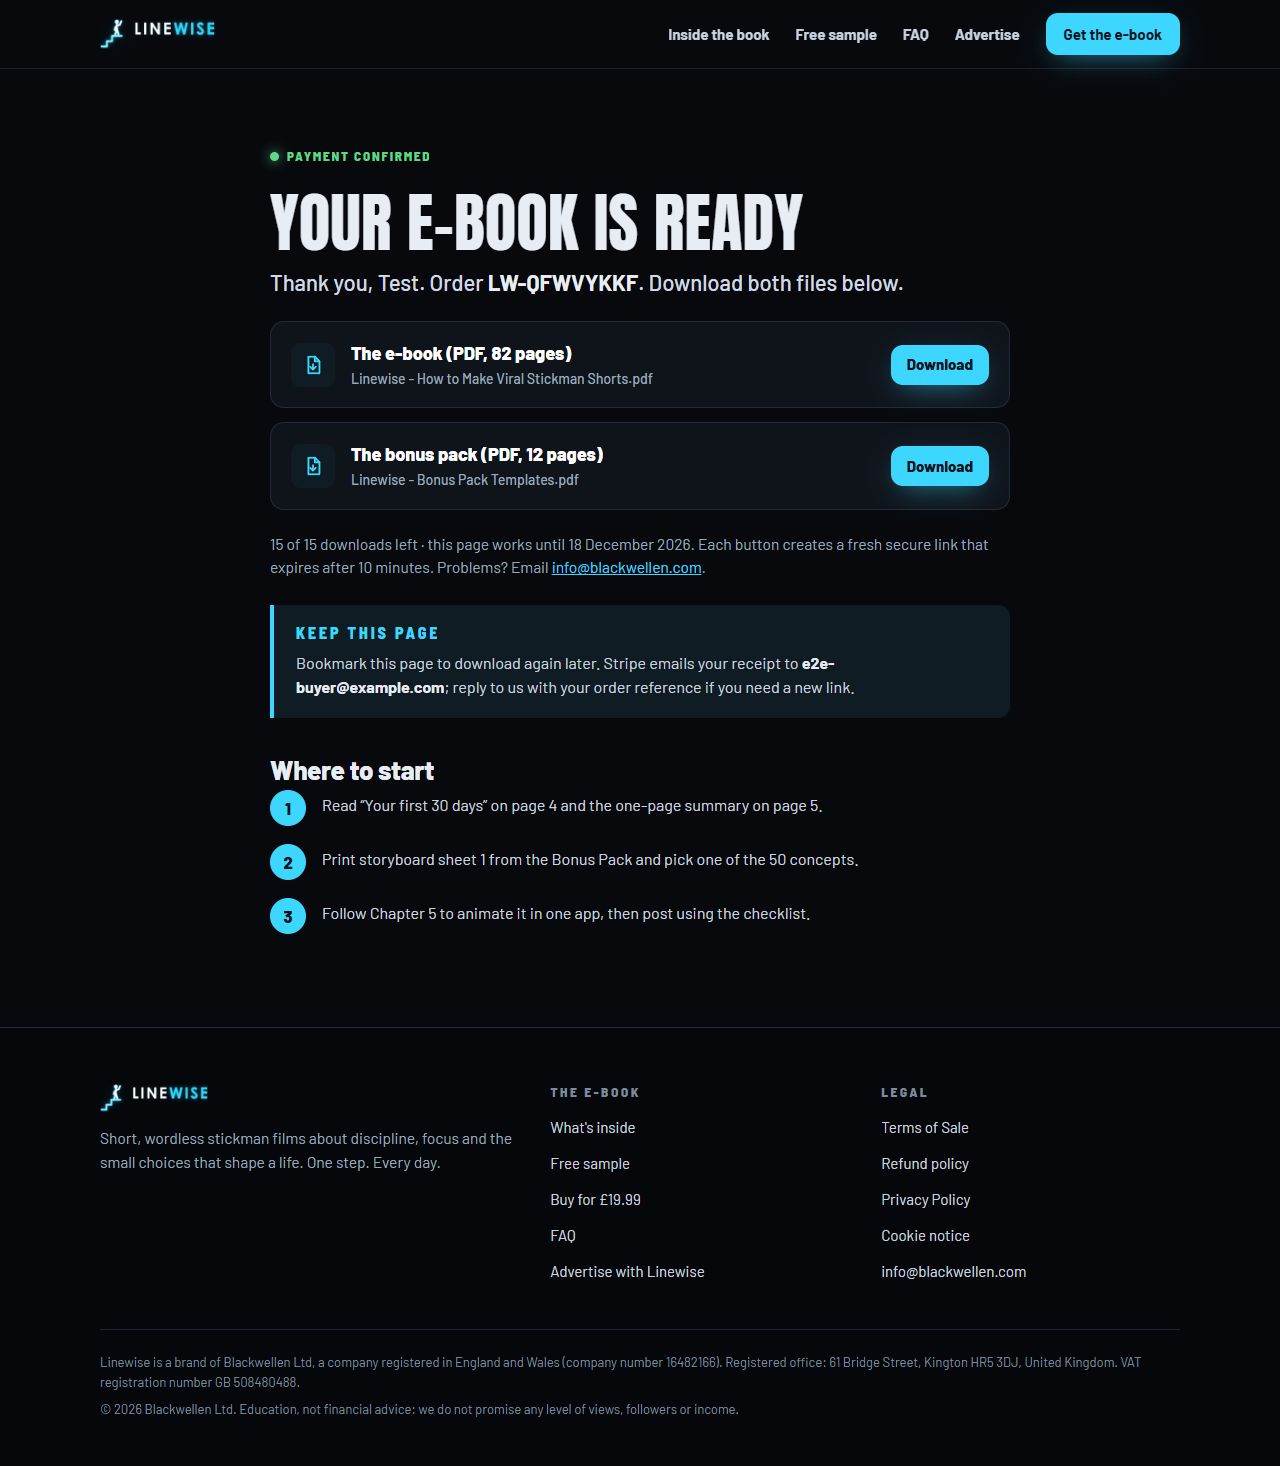 LINEWISE
Inside the book
Free sample
FAQ
Advertise
Get the e-book
PAYMENT CONFIRMED
YOUR E-BOOK IS READY
Thank you, Test. Order LW-QFWVYKKF. Download both files below.
The e-book (PDF, 82 pages)
Linewise - How to Make Viral Stickman Shorts.pdf
Download
The bonus pack (PDF, 12 pages)
Linewise - Bonus Pack Templates.pdf
Download
15 of 15 downloads left · this page works until 18 December 2026. Each button creates a fresh secure link that
expires after 10 minutes. Problems? Email info@blackwellen.com.
KEEP THIS PAGE
Bookmark this page to download again later. Stripe emails your receipt to e2e-
buyer@example.com; reply to us with your order reference if you need a new link.
Where to start
1
Read “Your first 30 days” on page 4 and the one-page summary on page 5.
2
Print storyboard sheet 1 from the Bonus Pack and pick one of the 50 concepts.
3
Follow Chapter 5 to animate it in one app, then post using the checklist.
LINEWISE
Short, wordless stickman films about discipline, focus and the
small choices that shape a life. One step. Every day.
THE E-BOOK
What's inside
Free sample
Buy for £19.99
FAQ
Advertise with Linewise
LEGAL
Terms of Sale
Refund policy
Privacy Policy
Cookie notice
info@blackwellen.com
Linewise is a brand of Blackwellen Ltd, a company registered in England and Wales (company number 16482166). Registered office: 61 Bridge Street, Kington HR5 3DJ, United Kingdom. VAT
registration number GB 508480488.
© 2026 Blackwellen Ltd. Education, not financial advice: we do not promise any level of views, followers or income.